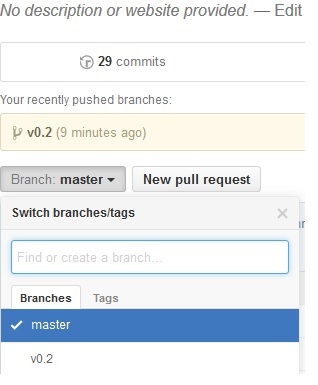 No description or website provided. — Edit
29 commits
Your recently pushed branches:
v0.2 (9 minutes ago)
Branch: master
New pull request
Switch branches/tags
Find or create a branch...
Branches
Tags
master
v0.2